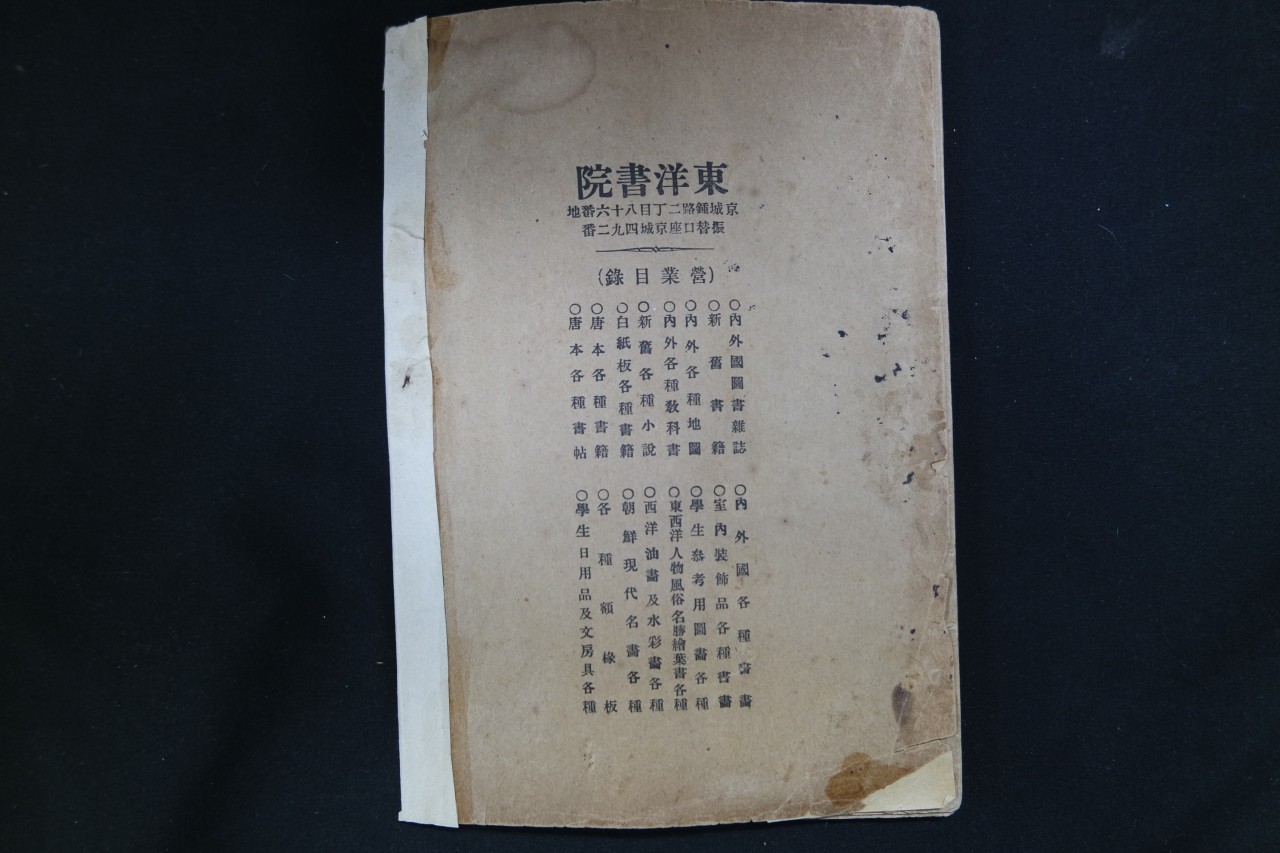 東洋書院
京城鍾路二丁目八十六番地
振替口座京城四九二番
(營業目錄)
○內外國圖書雜誌
○新舊書籍
○內外各種地圖
○內外各種敎科書
○新舊各種小說
○白紙板各種書籍
○唐本各種書籍
○唐本各種書帖
○內外國各種書畵
○室內裝飾品各種書畵
○學生參考用圖畵各種
○東西洋人物風俗名勝繪葉書各種
○西洋油畵及水彩畵各種
○朝鮮現代名畵各種
○各種額椽板
○學生日用品及文房具各種